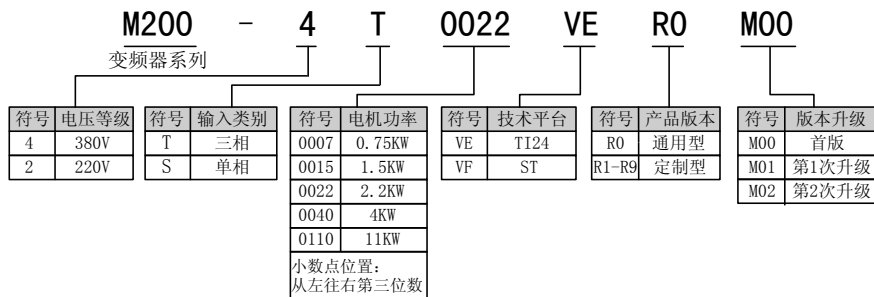 M200 - 4 T 0022 VE R0 M00
变频器系列
符号 电压等级
4 380V
2 220V
符号 输入类别
T 三相
S 单相
符号 电机功率
0007 0.75KW
0015 1.5KW
0022 2.2KW
0040 4KW
0110 11KW
小数点位置：
从左往右第三位数
符号 技术平台
VE TI24
VF ST
符号 产品版本
R0 通用型
R1-R9 定制型
符号 版本升级
M00 首版
M01 第1次升级
M02 第2次升级